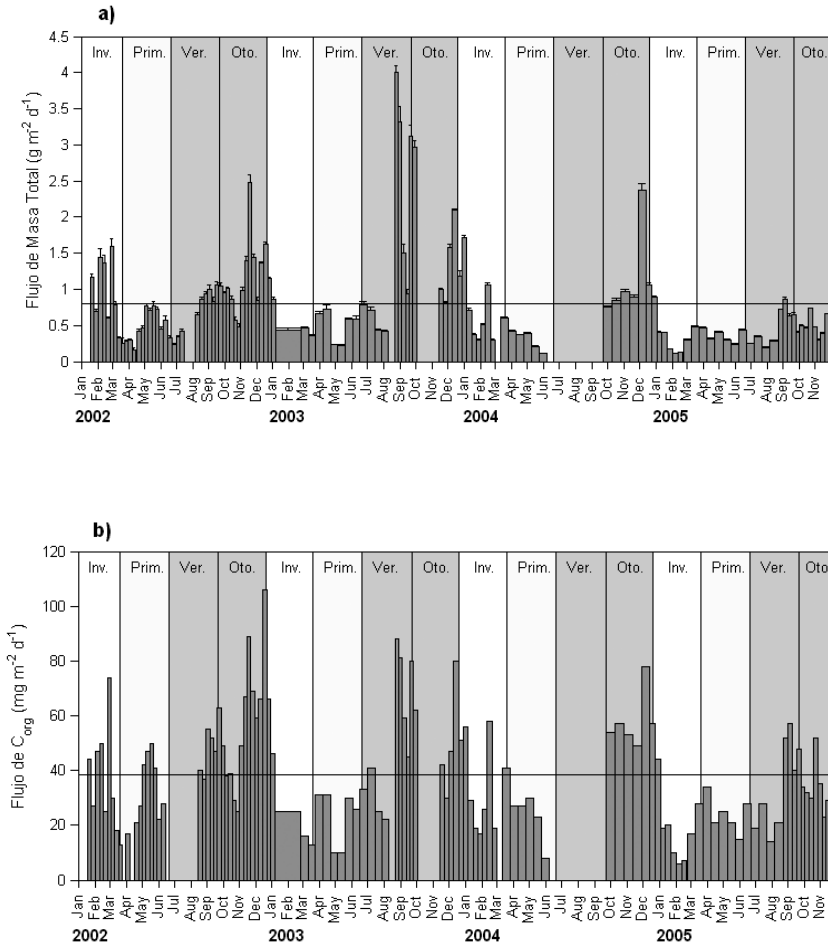 a)
Flujo de Masa Total (g m⁻² d⁻¹)
4.5
4
3.5
3
2.5
2
1.5
1
0.5
0
Inv. Prim. Ver. Oto. Inv. Prim. Ver. Oto. Inv. Prim. Ver. Oto. Inv. Prim. Ver. Oto.
Jan Feb Mar Apr May Jun Jul Aug Sep Oct Nov Dec Jan Feb Mar Apr May Jun Jul Aug Sep Oct Nov Dec Jan Feb Mar Apr May Jun Jul Aug Sep Oct Nov Dec Jan Feb Mar Apr May Jun Jul Aug Sep Oct Nov
2002 2003 2004 2005
b)
Flujo de Corg (mg m⁻² d⁻¹)
120
100
80
60
40
20
0
Inv. Prim. Ver. Oto. Inv. Prim. Ver. Oto. Inv. Prim. Ver. Oto. Inv. Prim. Ver. Oto.
Jan Feb Mar Apr May Jun Jul Aug Sep Oct Nov Dec Jan Feb Mar Apr May Jun Jul Aug Sep Oct Nov Dec Jan Feb Mar Apr May Jun Jul Aug Sep Oct Nov Dec Jan Feb Mar Apr May Jun Jul Aug Sep Oct Nov
2002 2003 2004 2005